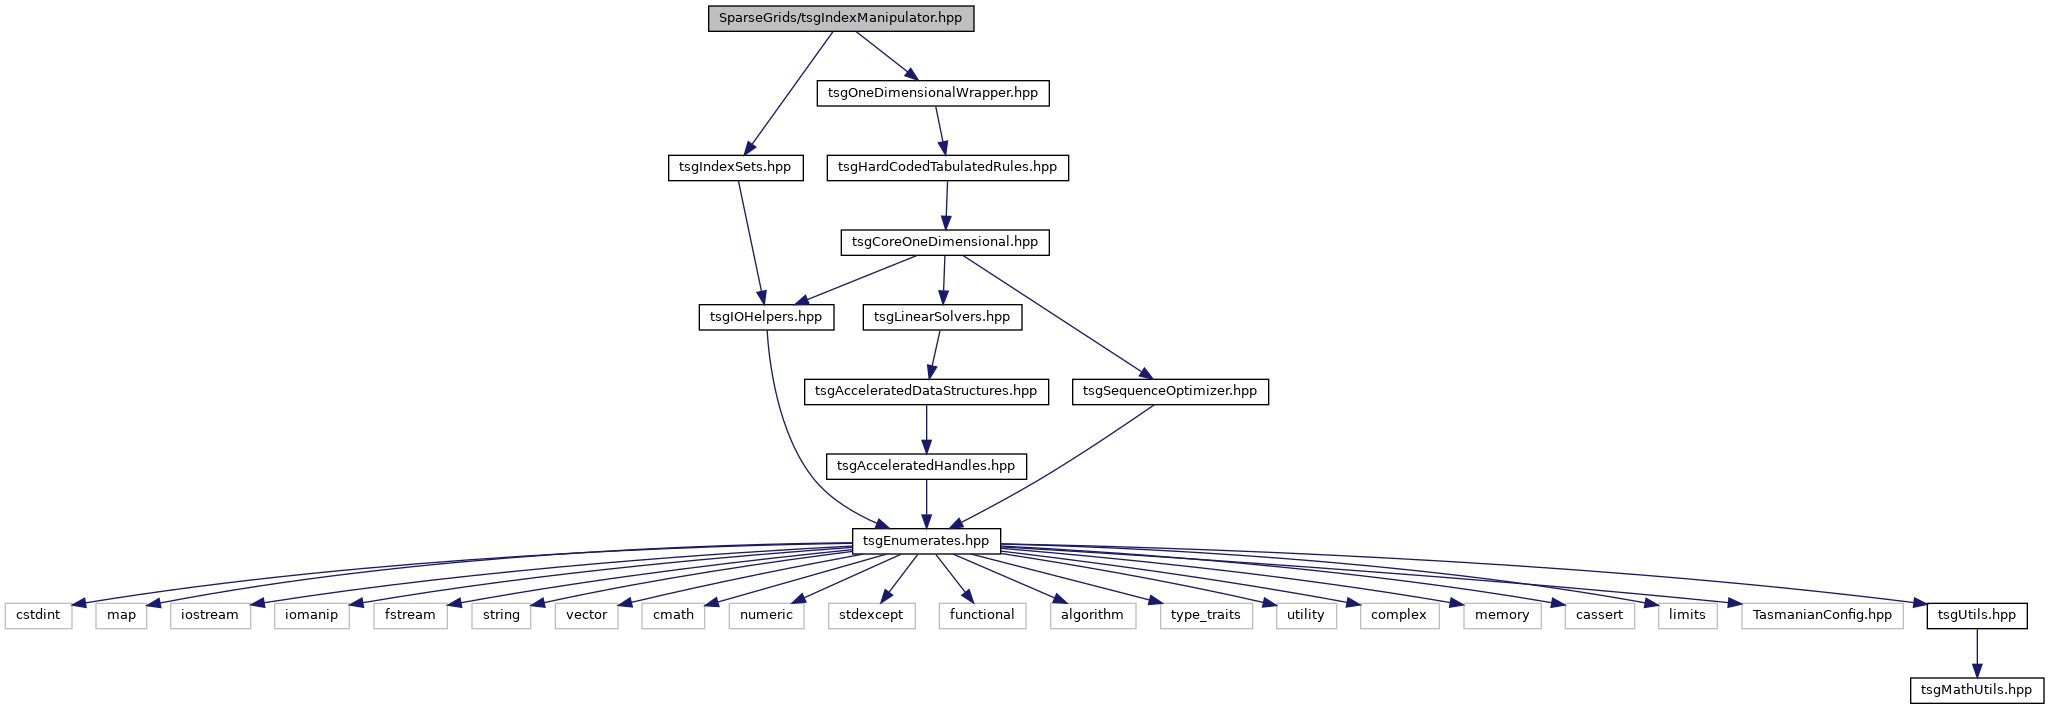 SparseGrids/tsgIndexManipulator.hpp
tsgOneDimensionalWrapper.hpp
tsgIndexSets.hpp
tsgHardCodedTabulatedRules.hpp
tsgCoreOneDimensional.hpp
tsgIOHelpers.hpp
tsgLinearSolvers.hpp
tsgAcceleratedDataStructures.hpp
tsgSequenceOptimizer.hpp
tsgAcceleratedHandles.hpp
tsgEnumerates.hpp
cstdint
map
iostream
iomanip
fstream
string
vector
cmath
numeric
stdexcept
functional
algorithm
type_traits
utility
complex
memory
cassert
limits
TasmanianConfig.hpp
tsgUtils.hpp
tsgMathUtils.hpp